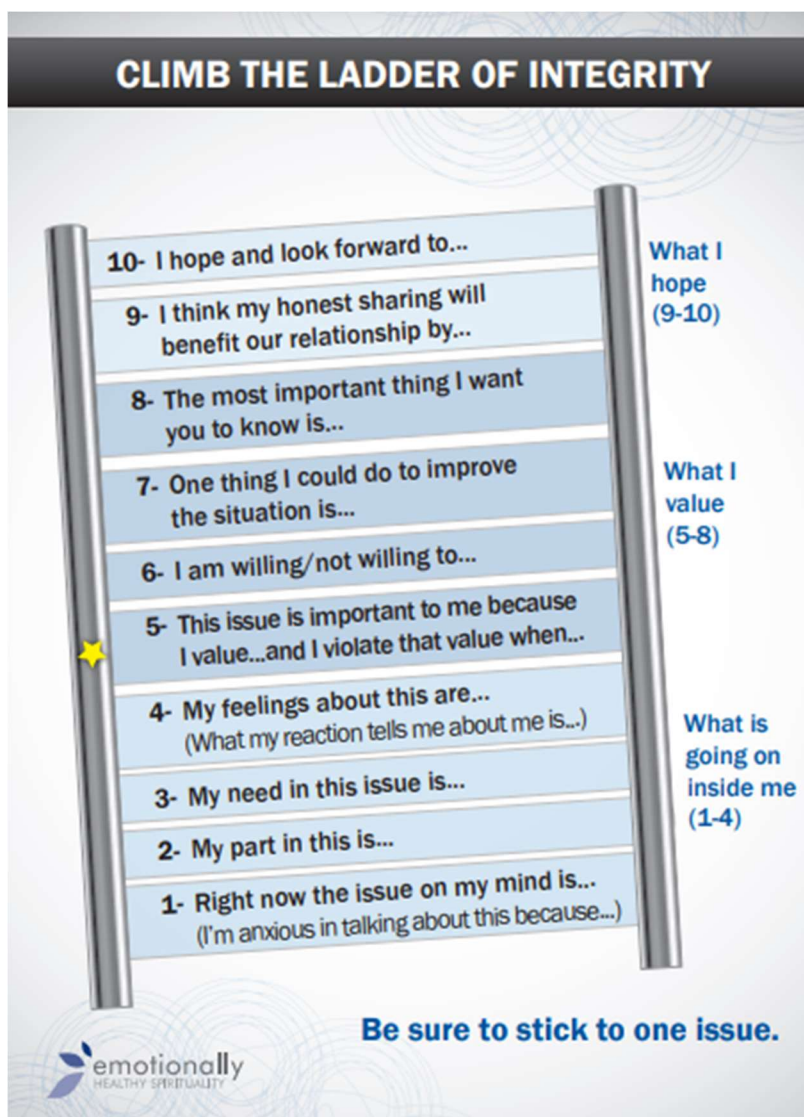 CLIMB THE LADDER OF INTEGRITY
10- I hope and look forward to...
9- I think my honest sharing will
benefit our relationship by...
What I
hope
(9-10)
8- The most important thing I want
you to know is...
7- One thing I could do to improve
the situation is...
6- I am willing/not willing to...
5- This issue is important to me because
I value...and I violate that value when...
What I
value
(5-8)
4- My feelings about this are...
(What my reaction tells me about me is...)
3- My need in this issue is...
2- My part in this is...
1- Right now the issue on my mind is...
(I'm anxious in talking about this because...)
What is
going on
inside me
(1-4)
Be sure to stick to one issue.
emotionally
HEALTHY SPIRITUALITY